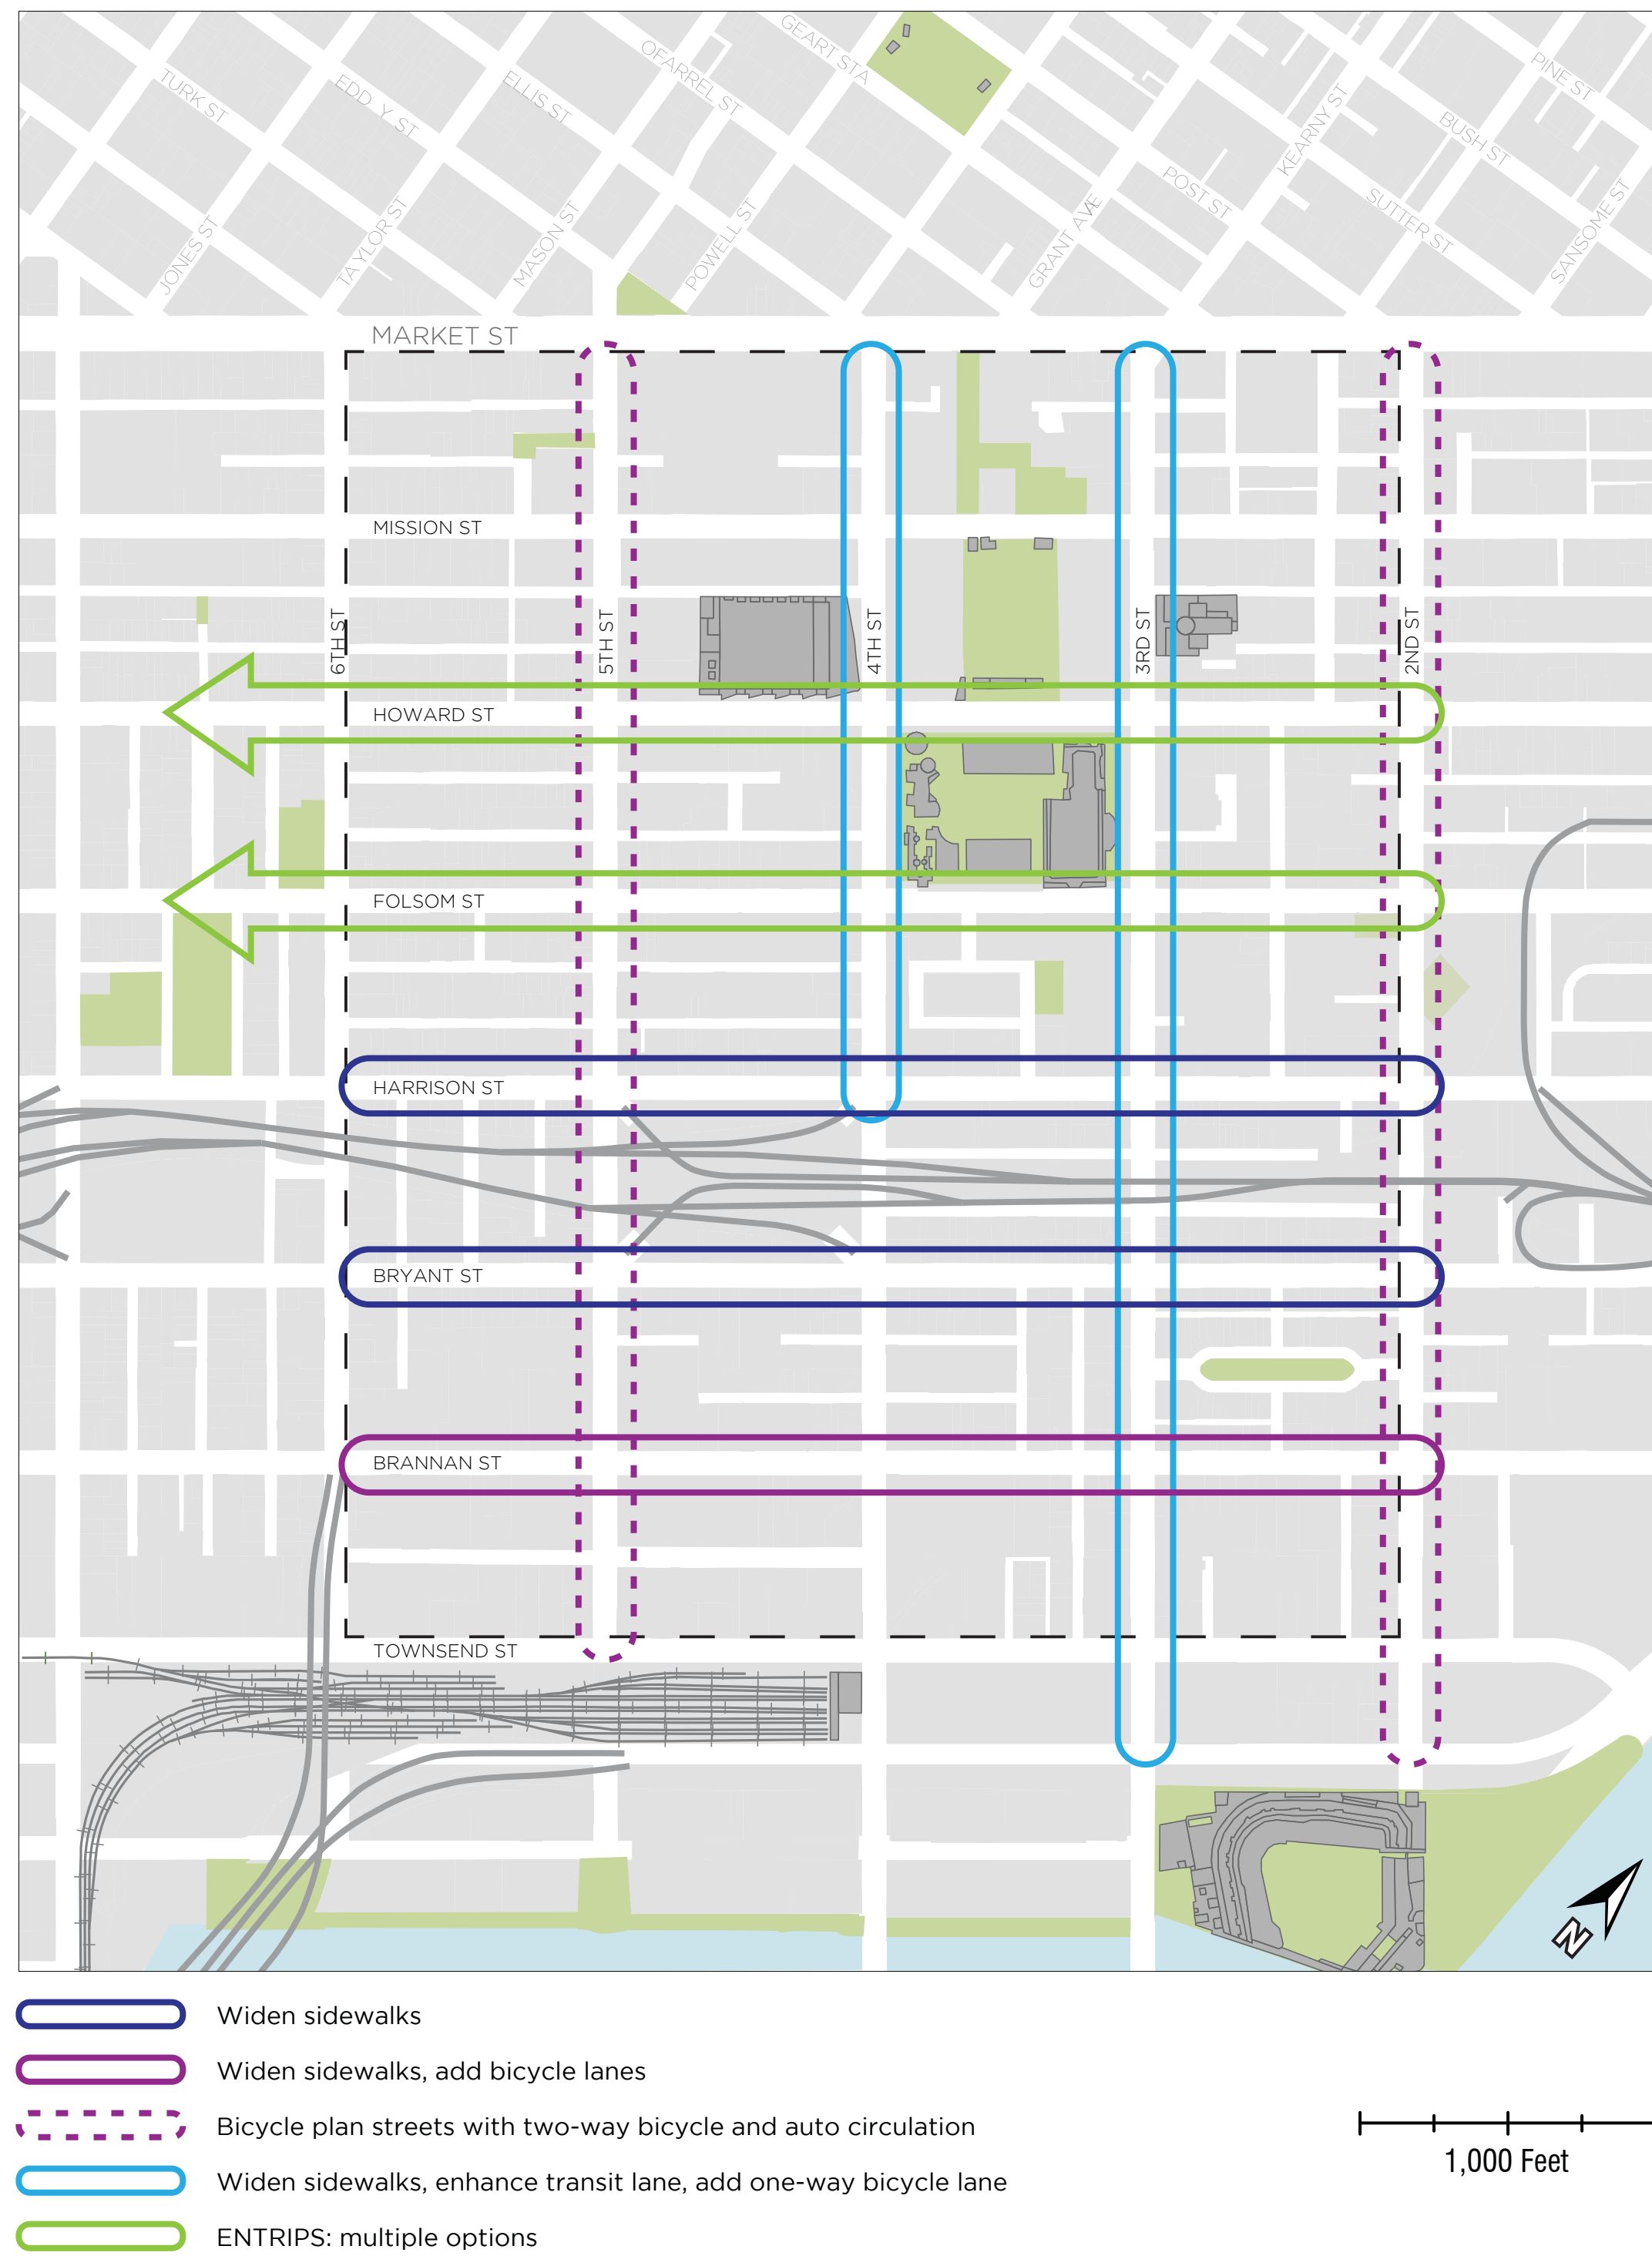 GEART STA
OFARREL ST
PINE ST
TURK ST
EDD Y ST
ELLIS ST
KEARNY ST
BUSH ST
POST ST
SUTTER ST
SANSOME ST
JONES ST
TAYLOR ST
MASON ST
POWELL ST
GRANT AVE
MARKET ST
MISSION ST
6TH ST
5TH ST
4TH ST
3RD ST
2ND ST
HOWARD ST
FOLSOM ST
HARRISON ST
BRYANT ST
BRANNAN ST
TOWNSEND ST
N
Widen sidewalks
Widen sidewalks, add bicycle lanes
Bicycle plan streets with two-way bicycle and auto circulation
Widen sidewalks, enhance transit lane, add one-way bicycle lane
ENTRIPS: multiple options
1,000 Feet